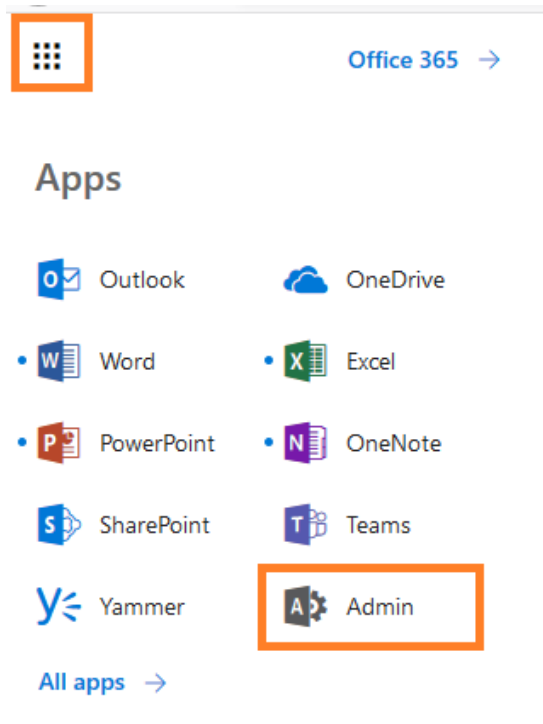 Office 365 →
Apps
Outlook OneDrive
Word Excel
PowerPoint OneNote
SharePoint Teams
Yammer Admin
All apps →